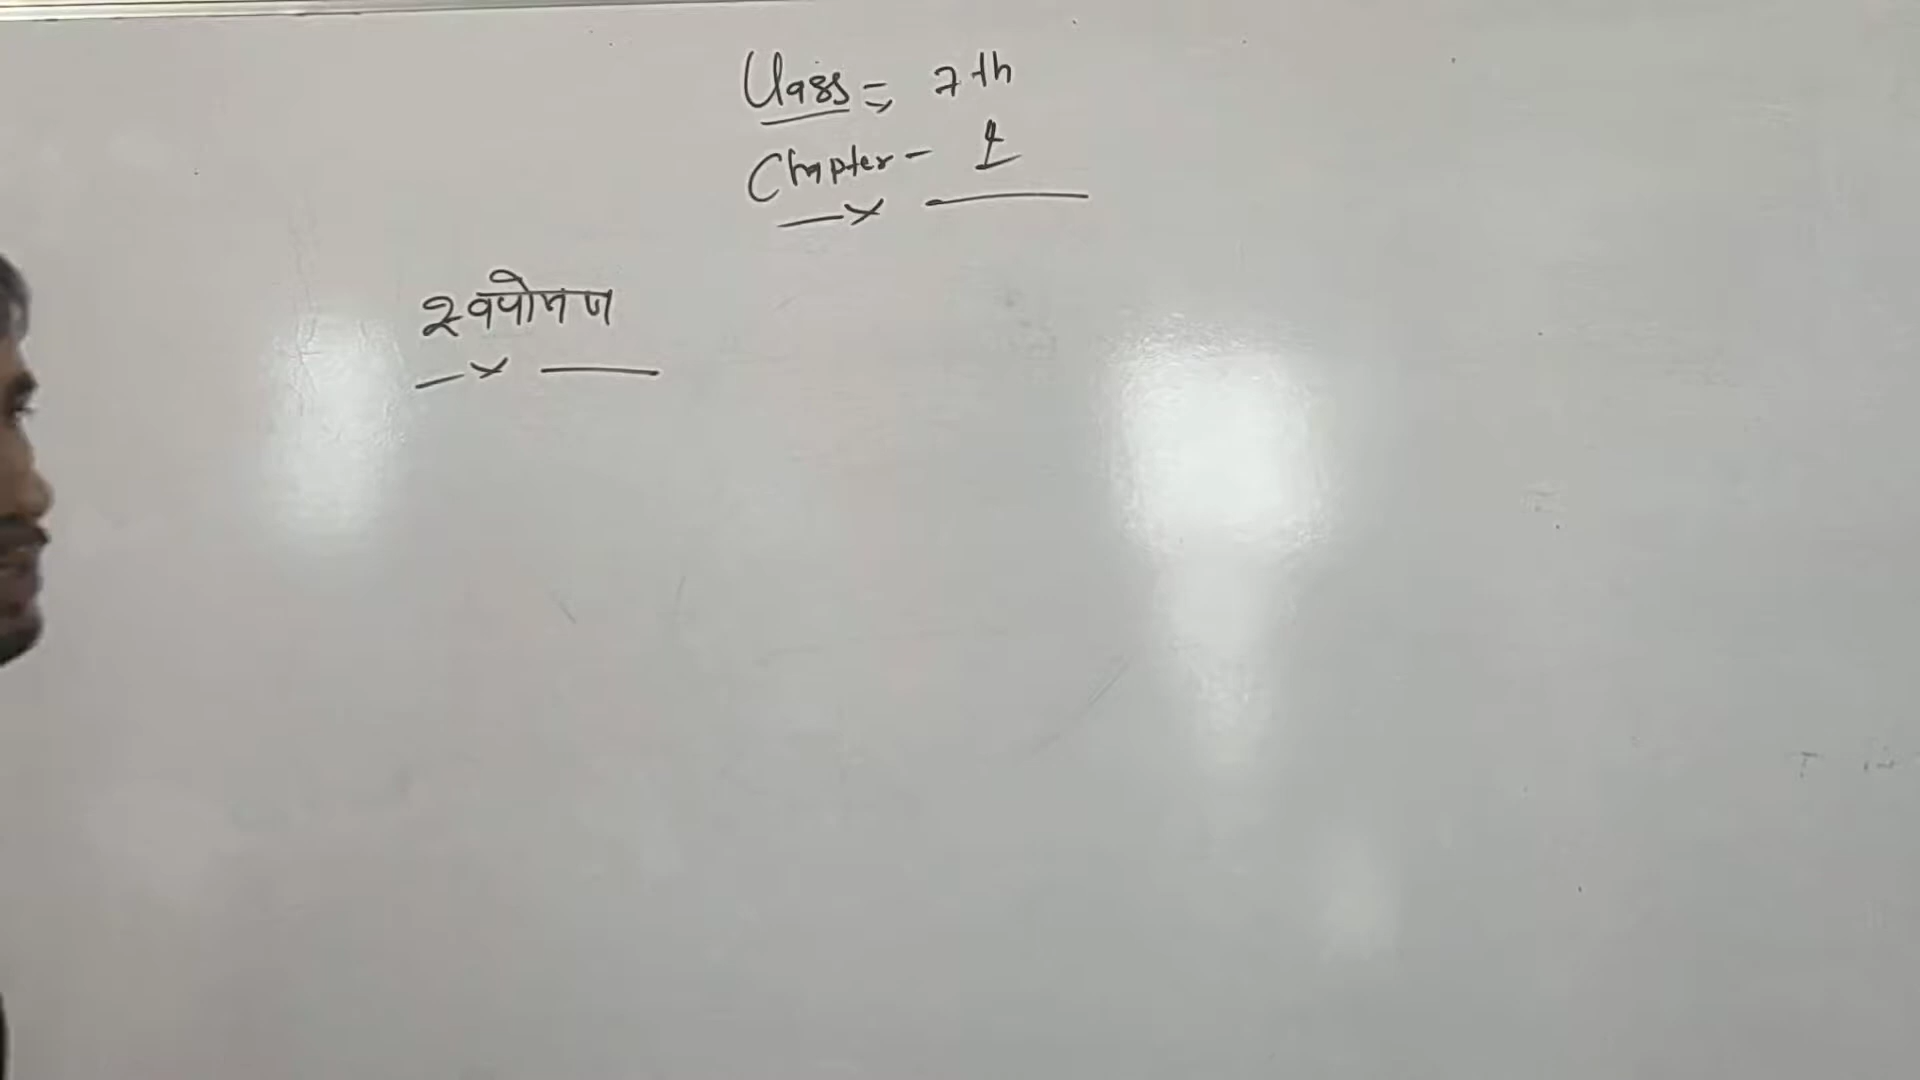 Class = 7th
Chapter - 1
स्वपोषण